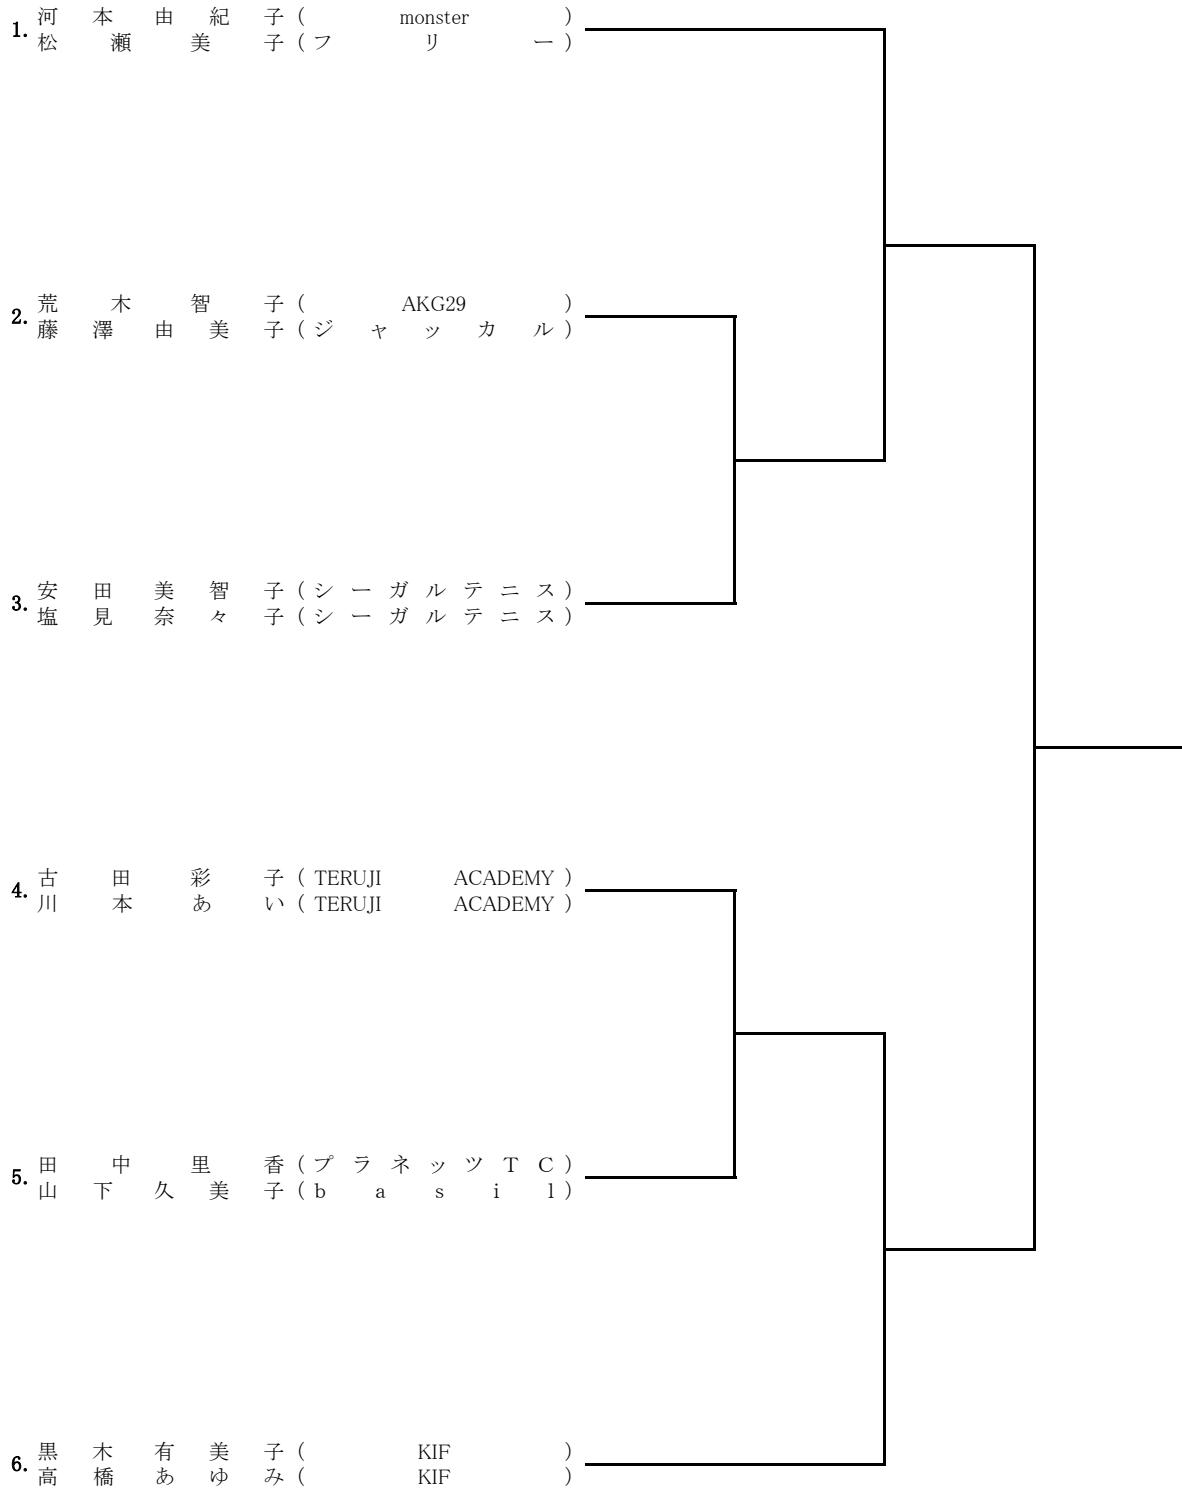 1. 河本由紀子(monster)
松瀬美子(フリー)
2. 荒木智子(AKG29)
藤澤由美子(ジャッカル)
3. 安田美智子(シーガルテニス)
塩見奈々子(シーガルテニス)
4. 古田彩子(TERUJI ACADEMY)
川本あい(TERUJI ACADEMY)
5. 田中里香(プラネッツTC)
山下久美子(basil)
6. 黒木有美子(KIF)
高橋あゆみ(KIF)